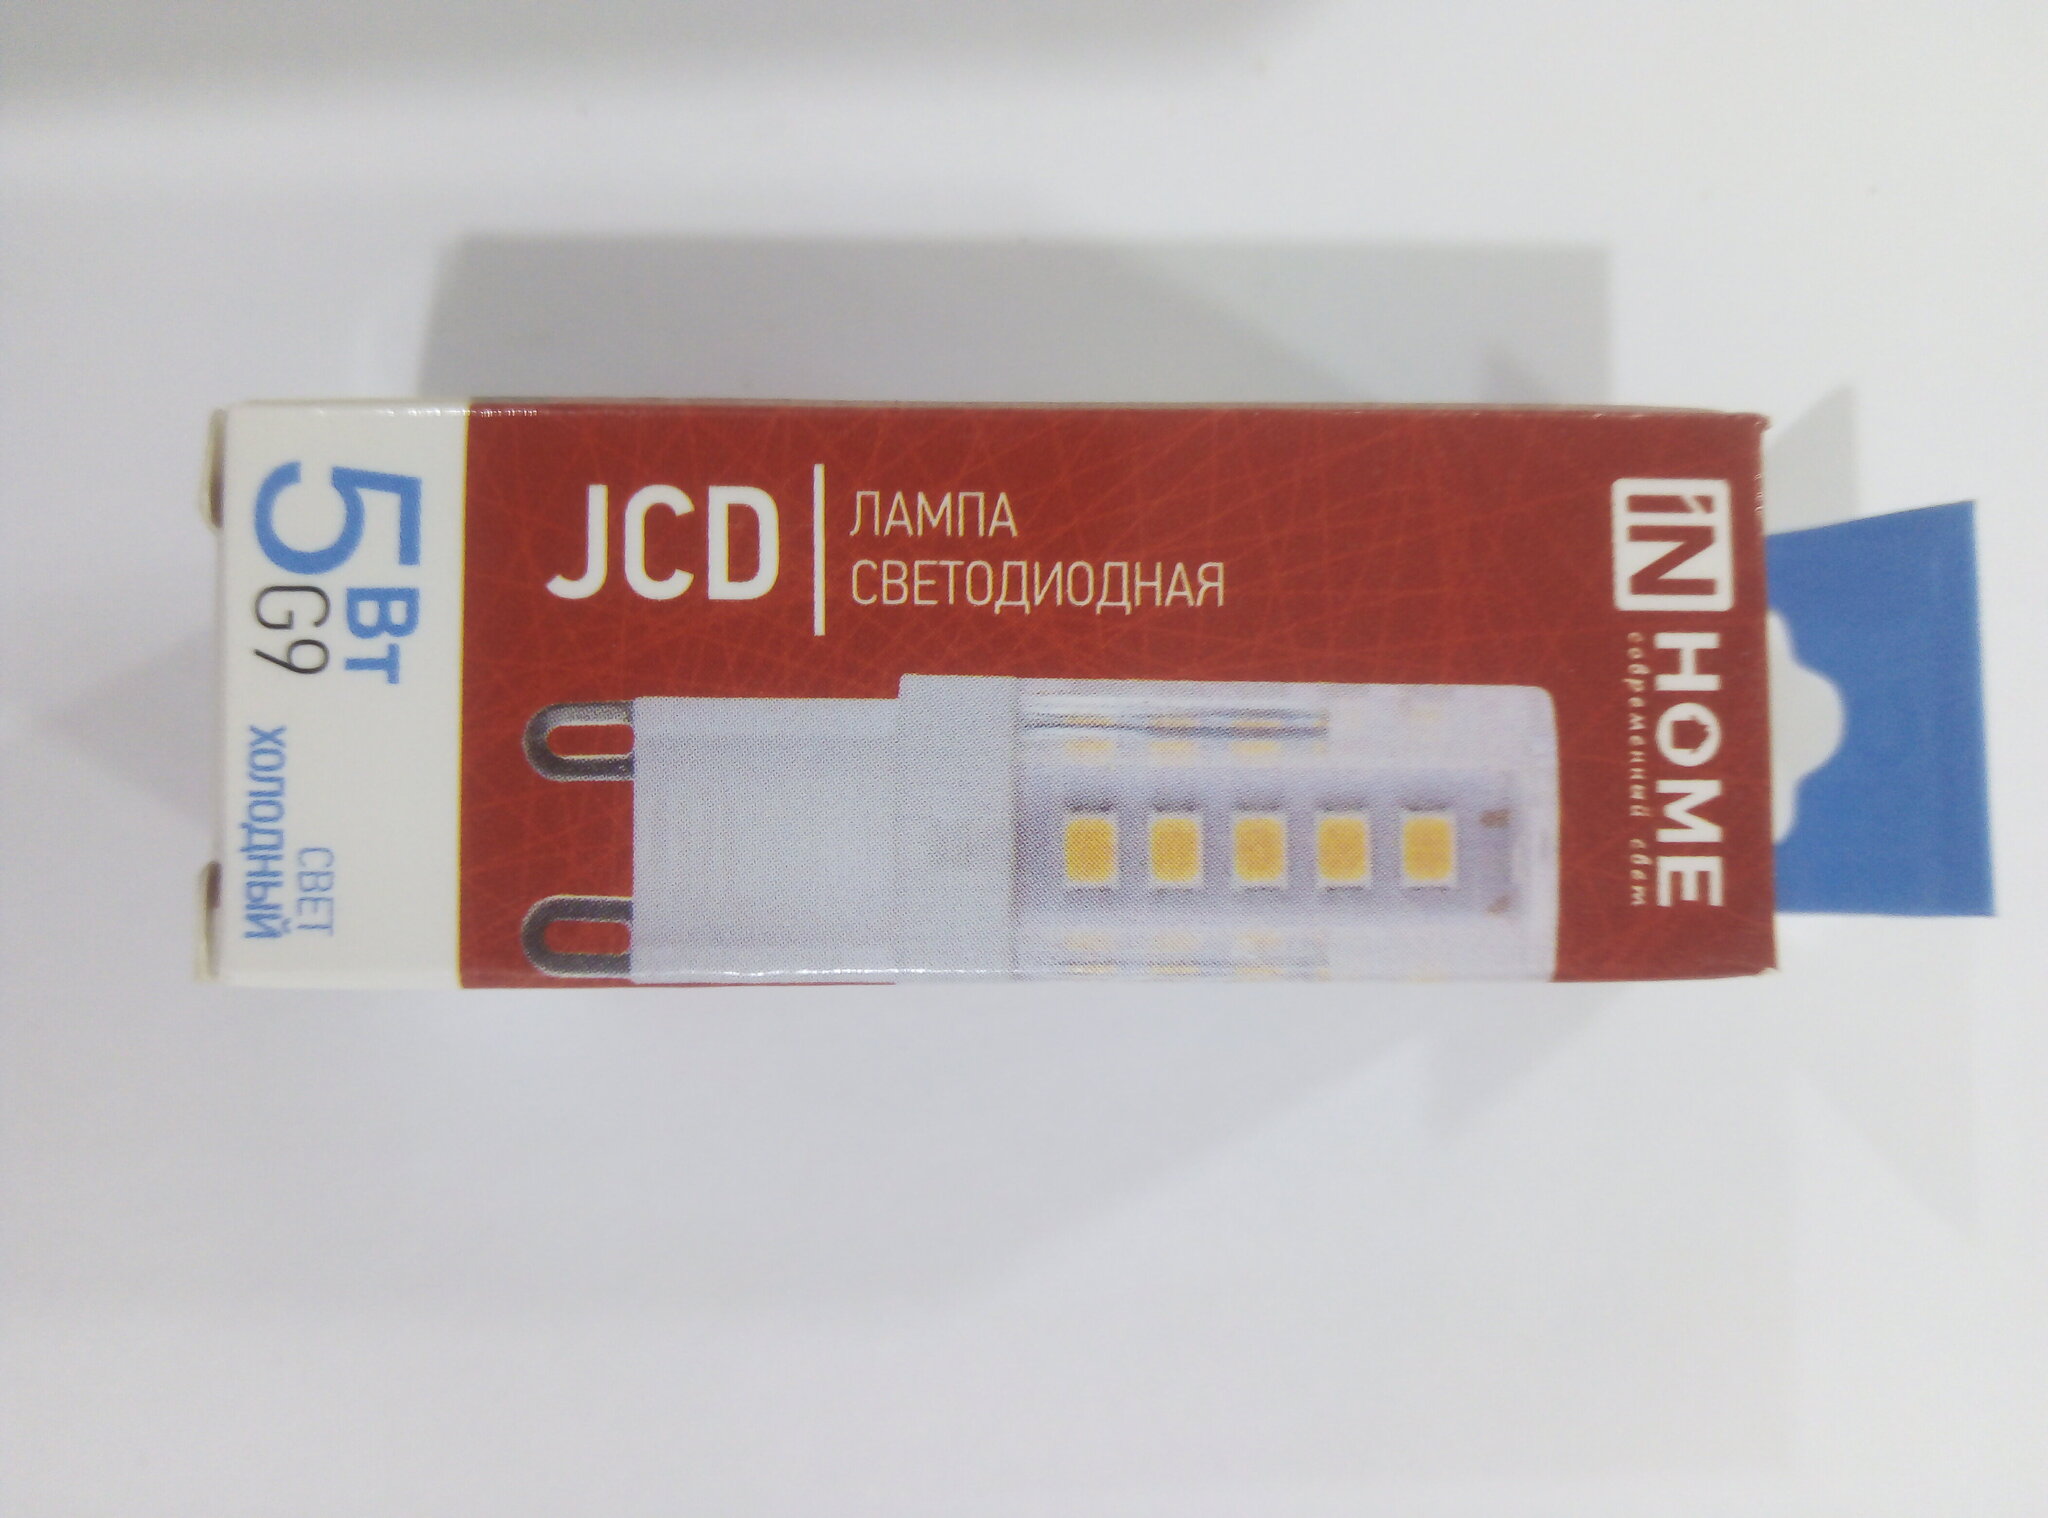 IN HOME
современный свет
JCD
ЛАМПА
СВЕТОДИОДНАЯ
5 Вт
G9
СВЕТ
ХОЛОДНЫЙ